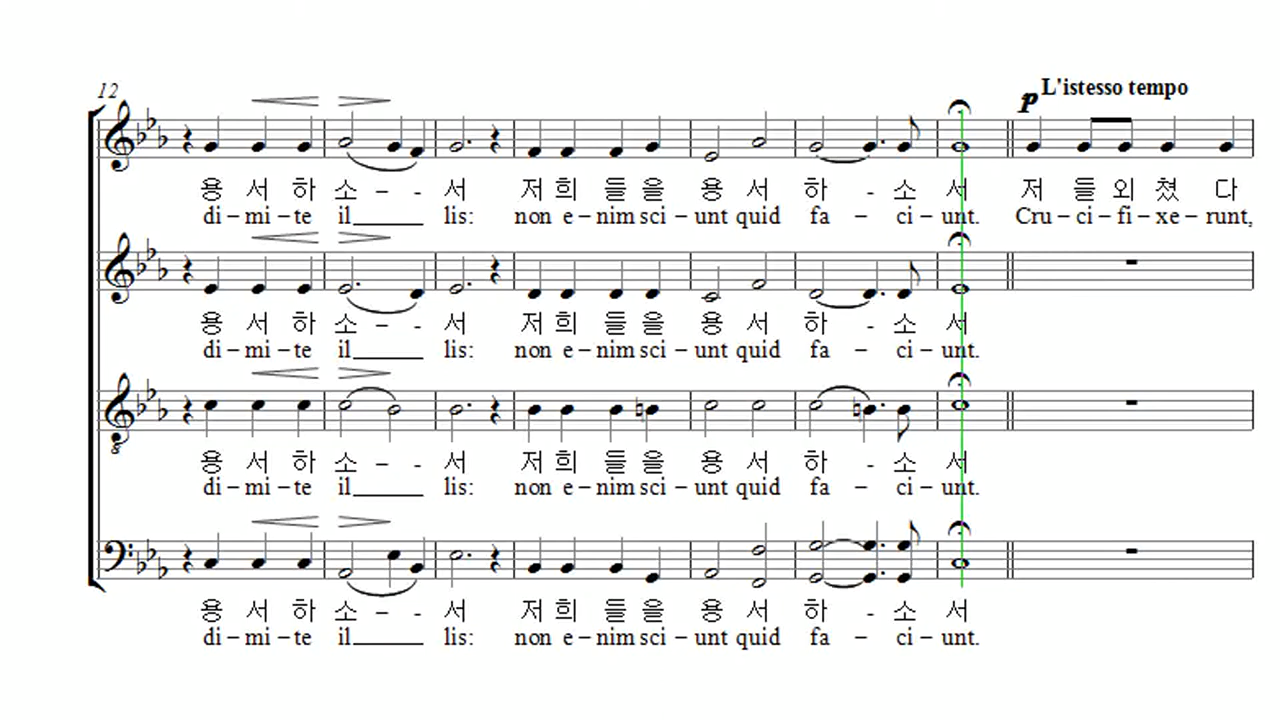 12
p L'istesso tempo
용 서 하 소 - - 서 저 희 들 을 용 서 하 - 소 서 저 들 외 쳤 다
di – mi – te il____ lis: non e – nim sci – unt quid fa – ci – unt. Cru – ci – fi – xe – runt,
용 서 하 소 - - 서 저 희 들 을 용 서 하 - 소 서
di – mi – te il____ lis: non e – nim sci – unt quid fa – ci – unt.
용 서 하 소 - - 서 저 희 들 을 용 서 하 - 소 서
di – mi – te il____ lis: non e – nim sci – unt quid fa – ci – unt.
8
용 서 하 소 - - 서 저 희 들 을 용 서 하 - 소 서
di – mi – te il____ lis: non e – nim sci – unt quid fa – ci – unt.